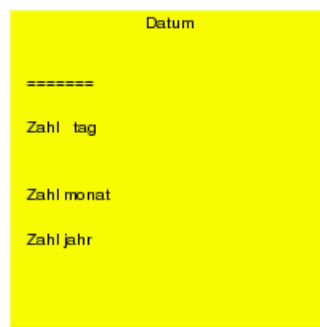 Datum
=======
Zahl tag
Zahl monat
Zahl jahr